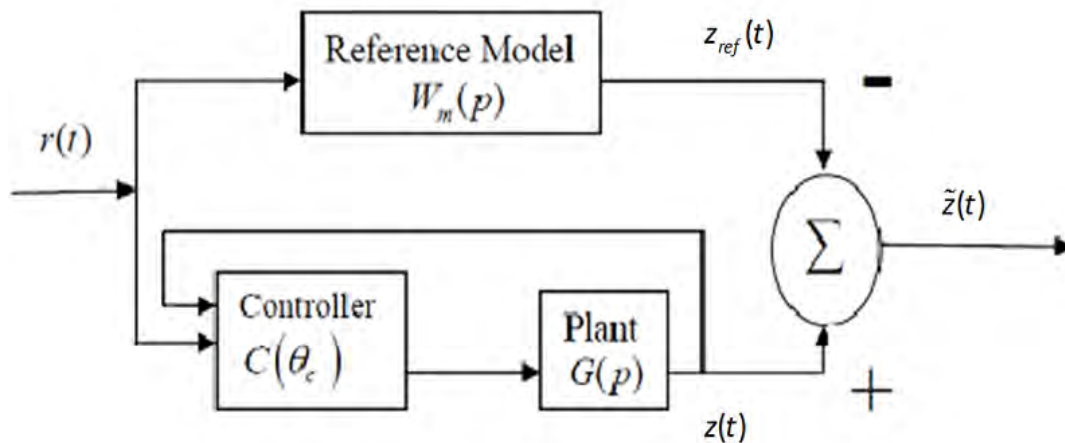 z_ref(t)
Reference Model
W_m(p)
-
r(t)
z̃(t)
Σ
Controller
C(θ_c)
Plant
G(p)
+
z(t)